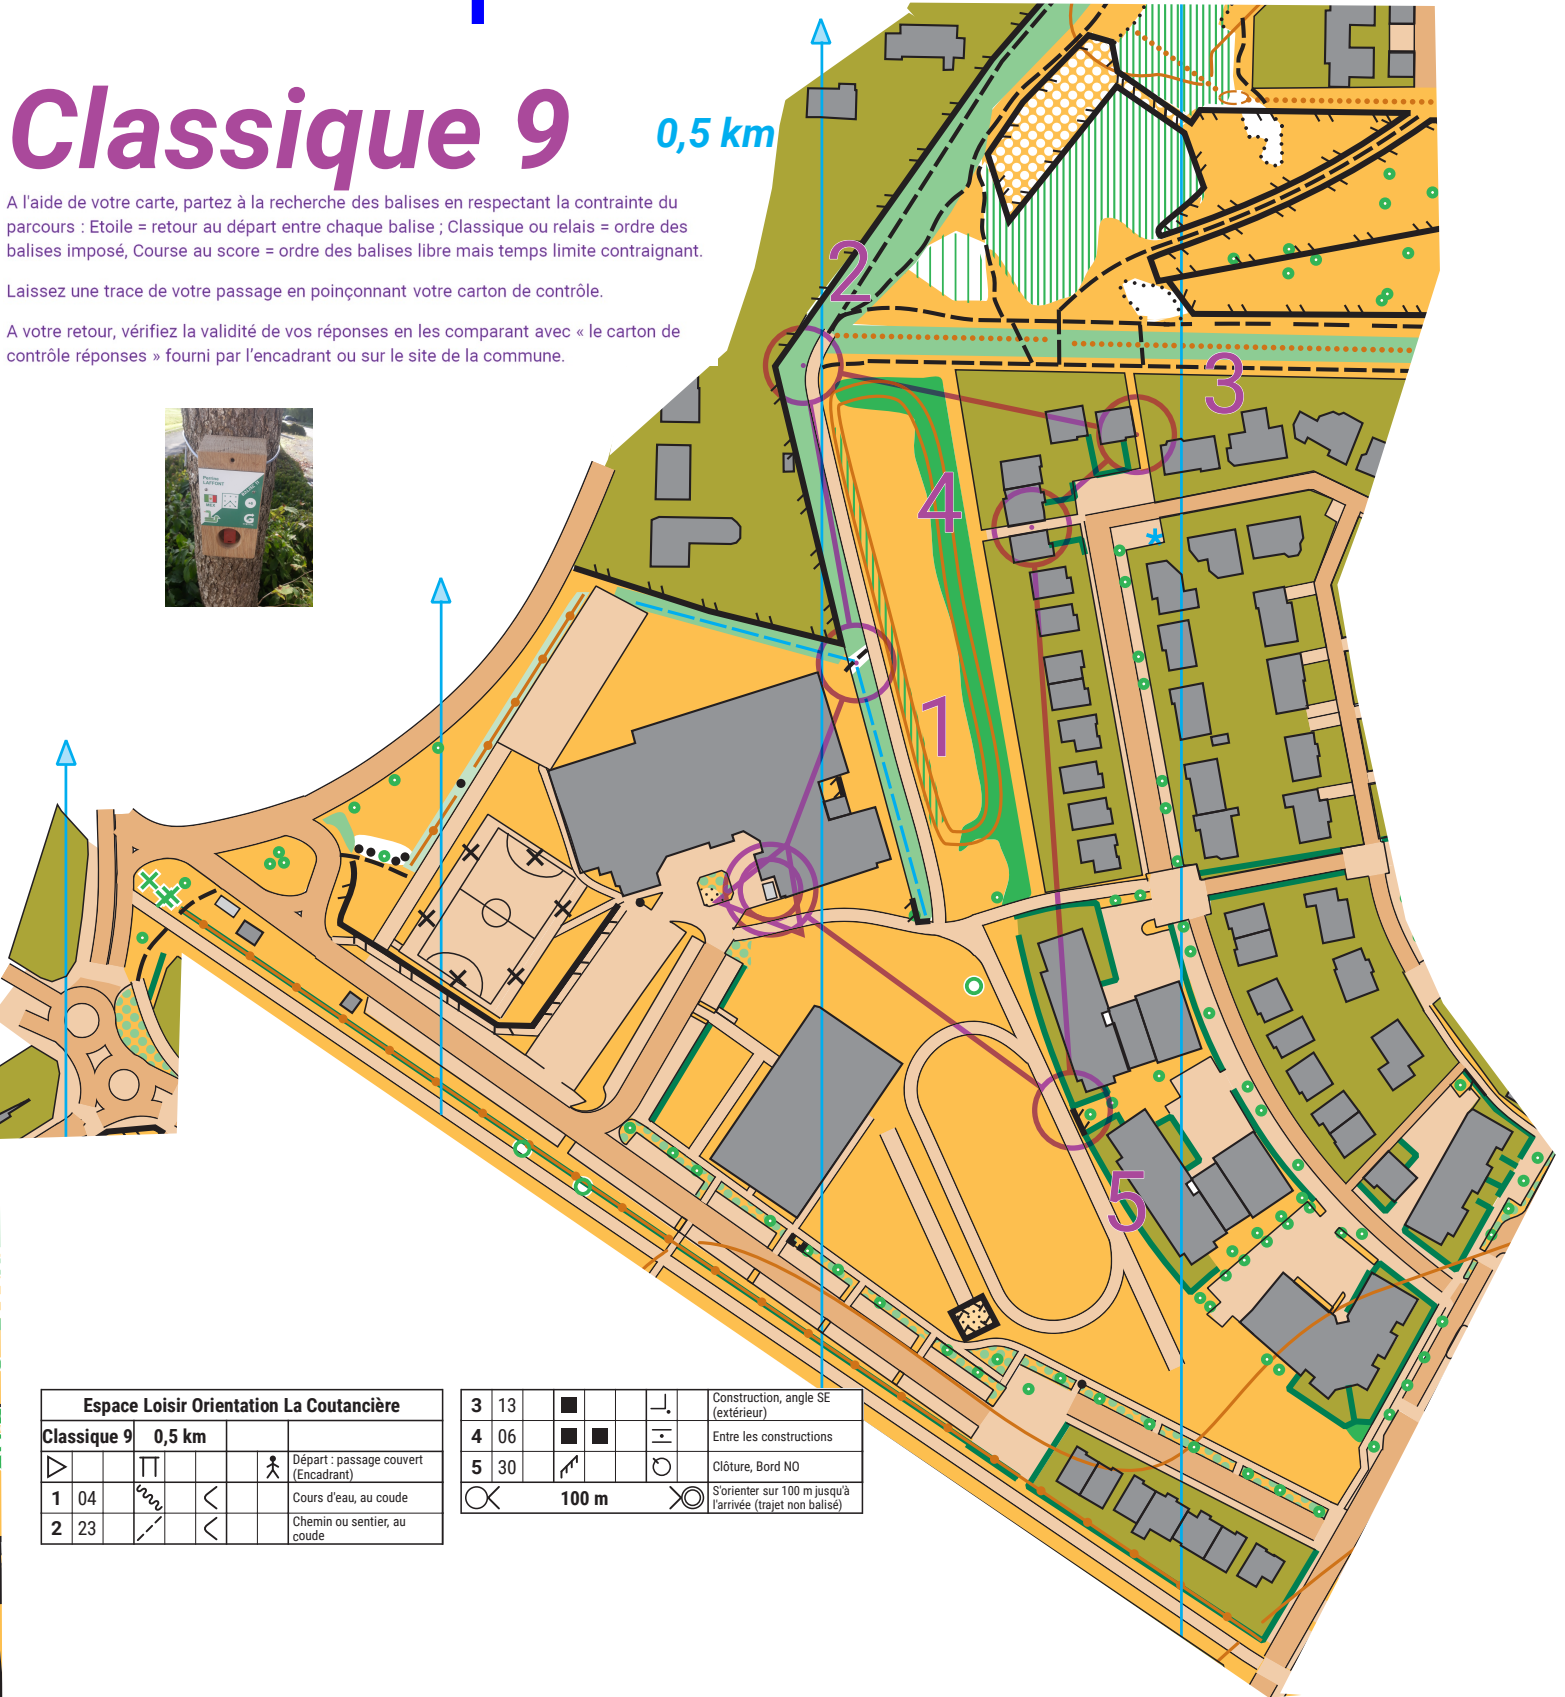 Classique 9
0,5 km
A l'aide de votre carte, partez à la recherche des balises en respectant la contrainte du
parcours : Etoile = retour au départ entre chaque balise ; Classique ou relais = ordre des
balises imposé, Course au score = ordre des balises libre mais temps limite contraignant.
Laissez une trace de votre passage en poinçonnant votre carton de contrôle.
A votre retour, vérifiez la validité de vos réponses en les comparant avec « le carton de
contrôle réponses » fourni par l'encadrant ou sur le site de la commune.
2
3
4
1
5
Espace Loisir Orientation La Coutancière
Classique 9 0,5 km
Départ : passage couvert
(Encadrant)
1 04 Cours d'eau, au coude
2 23 Chemin ou sentier, au
coude
3 13 Construction, angle SE
(extérieur)
4 06 Entre les constructions
5 30 Clôture, Bord NO
100 m S'orienter sur 100 m jusqu'à
l'arrivée (trajet non balisé)